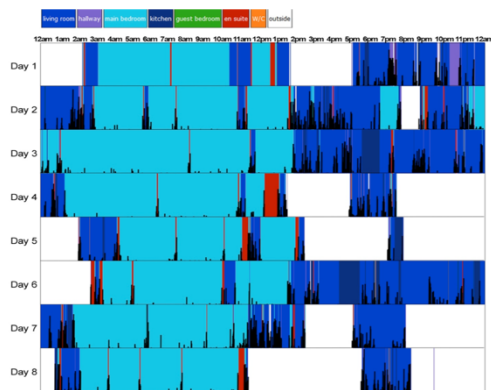 living room hallway main bedroom kitchen guest bedroom en suite W/C outside
12am 1am 2am 3am 4am 5am 6am 7am 8am 9am 10am 11am 12pm 1pm 2pm 3pm 4pm 5pm 6pm 7pm 8pm 9pm 10pm 11pm 12am
Day 1
Day 2
Day 3
Day 4
Day 5
Day 6
Day 7
Day 8